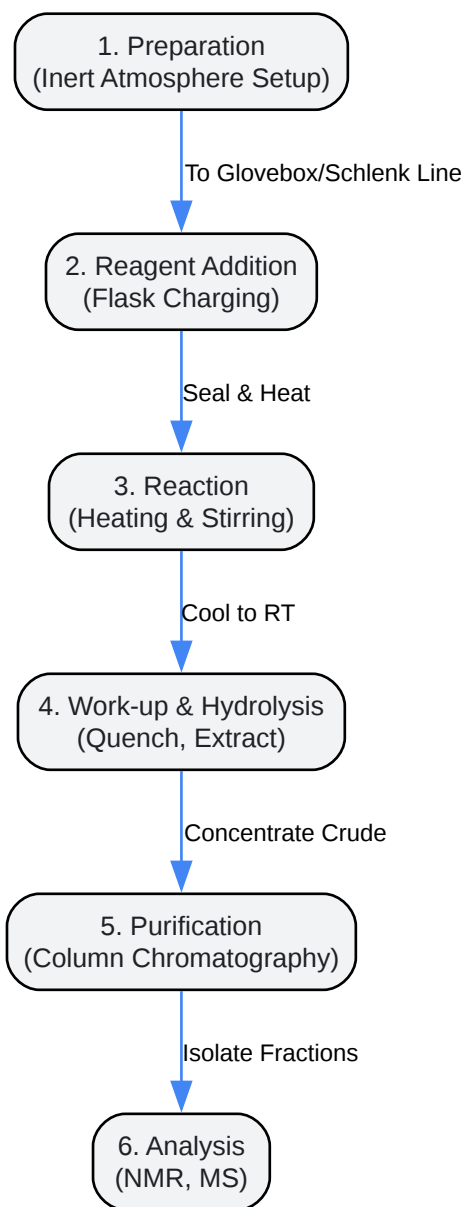 1. Preparation
(Inert Atmosphere Setup)
To Glovebox/Schlenk Line
2. Reagent Addition
(Flask Charging)
Seal & Heat
3. Reaction
(Heating & Stirring)
Cool to RT
4. Work-up & Hydrolysis
(Quench, Extract)
Concentrate Crude
5. Purification
(Column Chromatography)
Isolate Fractions
6. Analysis
(NMR, MS)